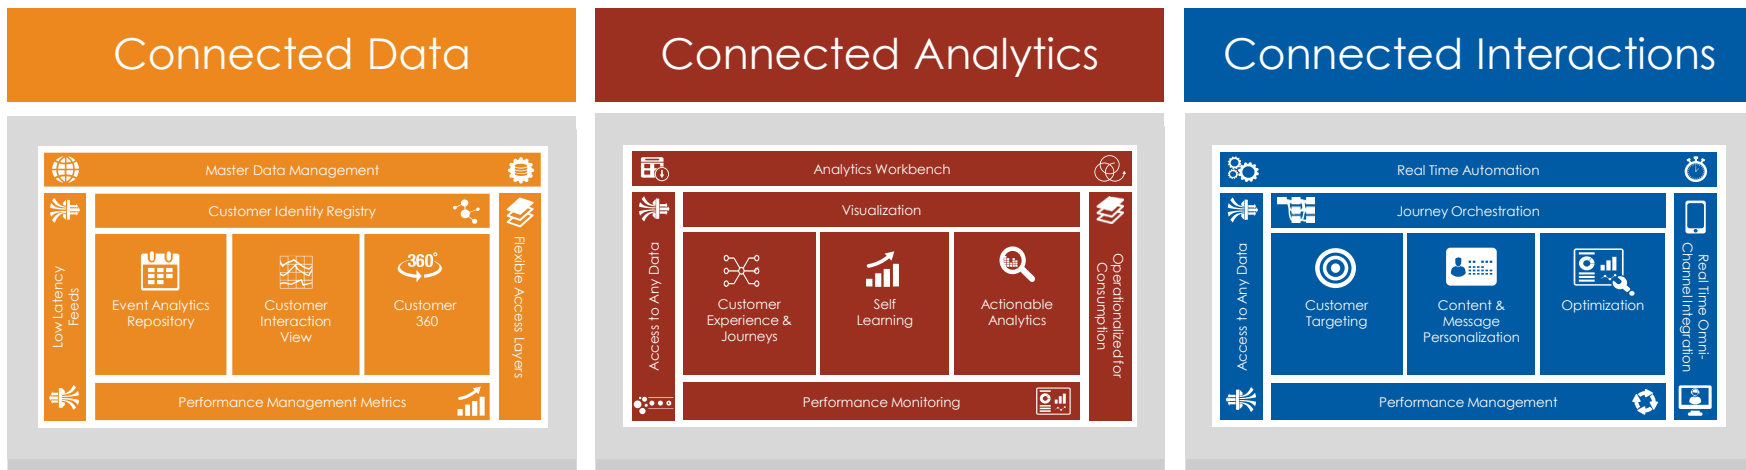 Connected Data
Master Data Management
Customer Identity Registry
Low Latency
Feeds
Event Analytics
Repository
Customer
Interaction
View
360°
Customer
360
Flexible Access Layers
Performance Management Metrics
Connected Analytics
Analytics Workbench
Visualization
Access to Any Data
Customer
Experience &
Journeys
Self
Learning
Actionable
Analytics
Operationalized for
Consumption
Performance Monitoring
Connected Interactions
Real Time Automation
Journey Orchestration
Access to Any Data
Customer
Targeting
Content &
Message
Personalization
Optimization
Real Time Omni-
Channel Integration
Performance Management